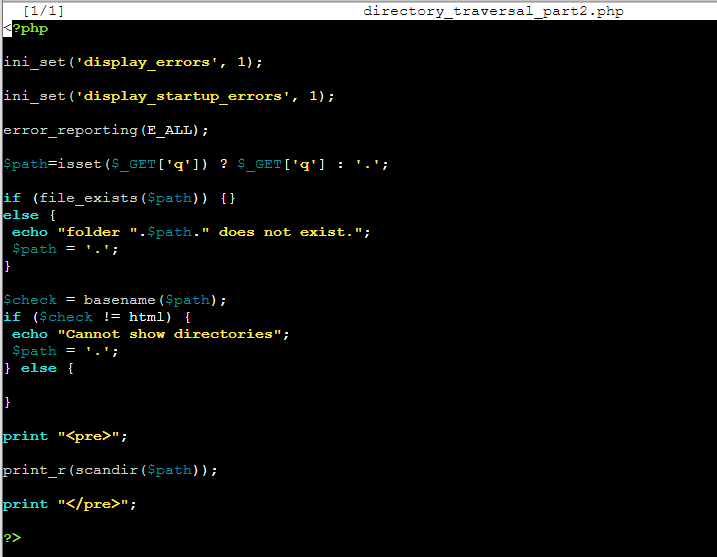 [1/1] directory_traversal_part2.php
<?php
ini_set('display_errors', 1);
ini_set('display_startup_errors', 1);
error_reporting(E_ALL);
$path=isset($_GET['q']) ? $_GET['q'] : '.';
if (file_exists($path)) {}
else {
 echo "folder ".$path." does not exist.";
 $path = '.';
}
$check = basename($path);
if ($check != html) {
 echo "Cannot show directories";
 $path = '.';
} else {
}
print "<pre>";
print_r(scandir($path));
print "</pre>";
?>